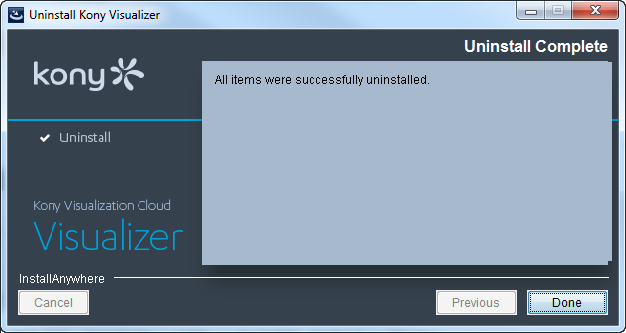 Uninstall Kony Visualizer
Uninstall Complete
kony
All items were successfully uninstalled.
Uninstall
Kony Visualization Cloud
Visualizer
InstallAnywhere
Cancel
Previous
Done